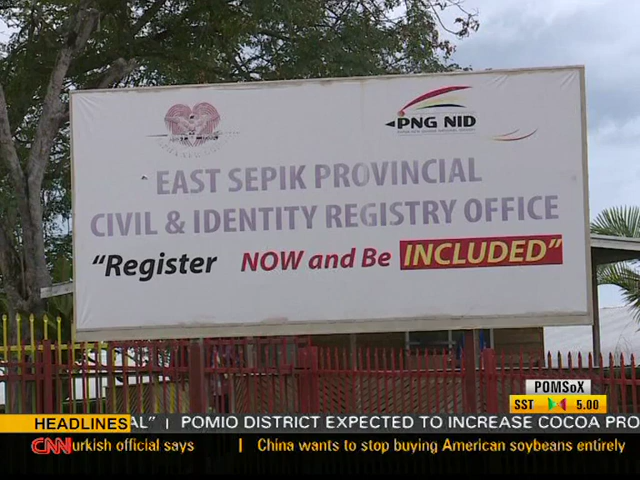 PNG NID
EAST SEPIK PROVINCIAL
CIVIL & IDENTITY REGISTRY OFFICE
"Register NOW and Be INCLUDED"
POMSoX
SST 5.00
HEADLINES AL" | POMIO DISTRICT EXPECTED TO INCREASE COCOA PRO
CNN urkish official says | China wants to stop buying American soybeans entirely